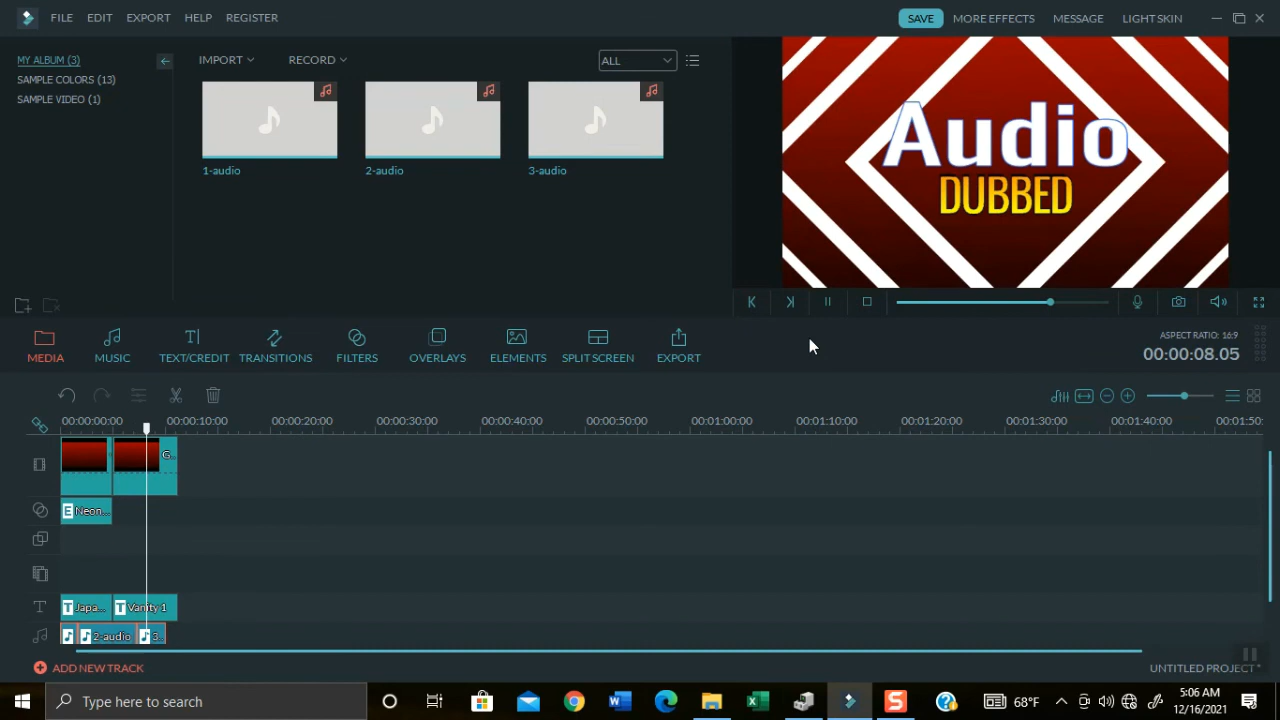 FILE EDIT EXPORT HELP REGISTER SAVE MORE EFFECTS MESSAGE LIGHT SKIN
MY ALBUM (3)
SAMPLE COLORS (13)
SAMPLE VIDEO (1)
IMPORT RECORD ALL
1-audio 2-audio 3-audio
Audio
DUBBED
MEDIA MUSIC TEXT/CREDIT TRANSITIONS FILTERS OVERLAYS ELEMENTS SPLIT SCREEN EXPORT
ASPECT RATIO: 16:9
00:00:08.05
00:00:00:00 00:00:10:00 00:00:20:00 00:00:30:00 00:00:40:00 00:00:50:00 00:01:00:00 00:01:10:00 00:01:20:00 00:01:30:00 00:01:40:00 00:01:50:
G..
E Neon...
T Japa... T Vanity 1
2-audio 3..
ADD NEW TRACK
UNTITLED PROJECT *
Type here to search
68°F
5:06 AM
12/16/2021